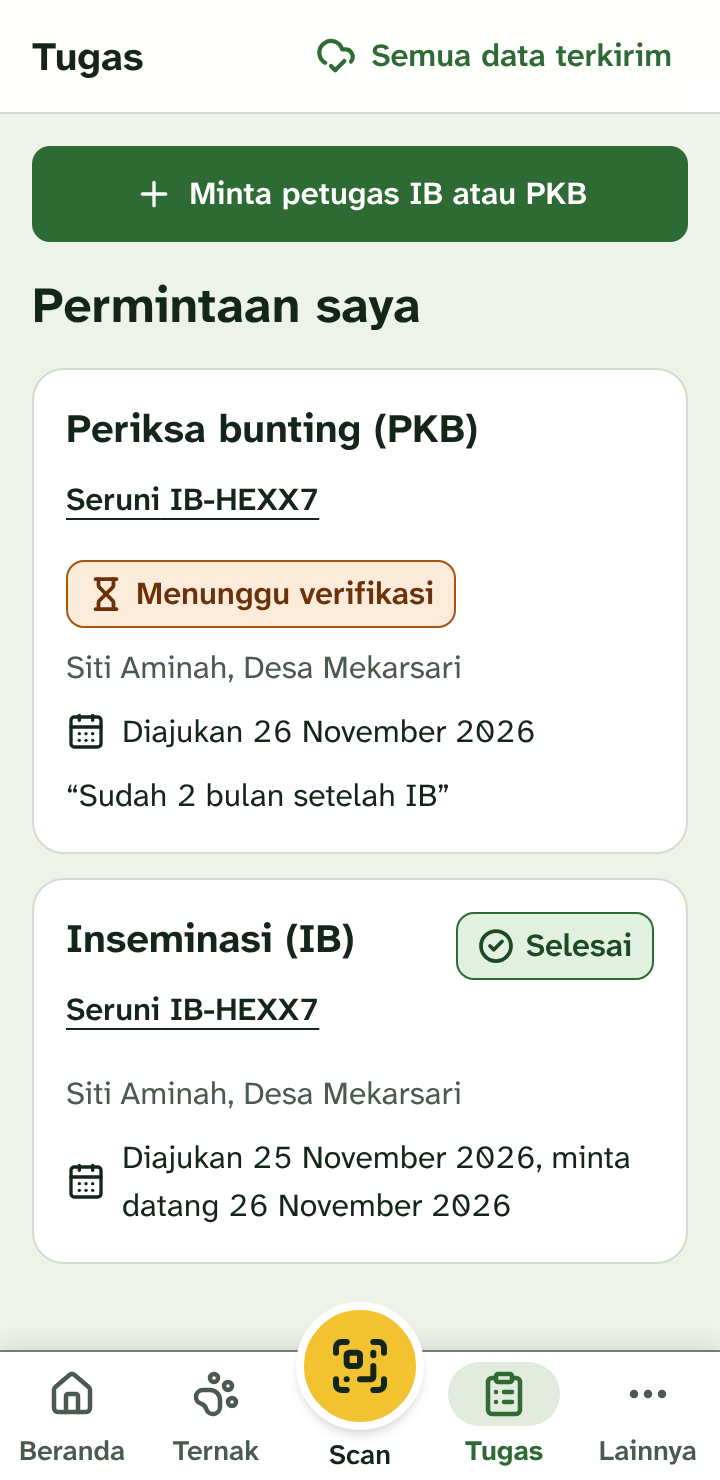 Tugas
Semua data terkirim
Minta petugas IB atau PKB
Permintaan saya
Periksa bunting (PKB)
Seruni IB-HEXX7
Menunggu verifikasi
Siti Aminah, Desa Mekarsari
Diajukan 26 November 2026
“Sudah 2 bulan setelah IB”
Inseminasi (IB)
Selesai
Seruni IB-HEXX7
Siti Aminah, Desa Mekarsari
Diajukan 25 November 2026, minta
datang 26 November 2026
Beranda
Ternak
Scan
Tugas
Lainnya